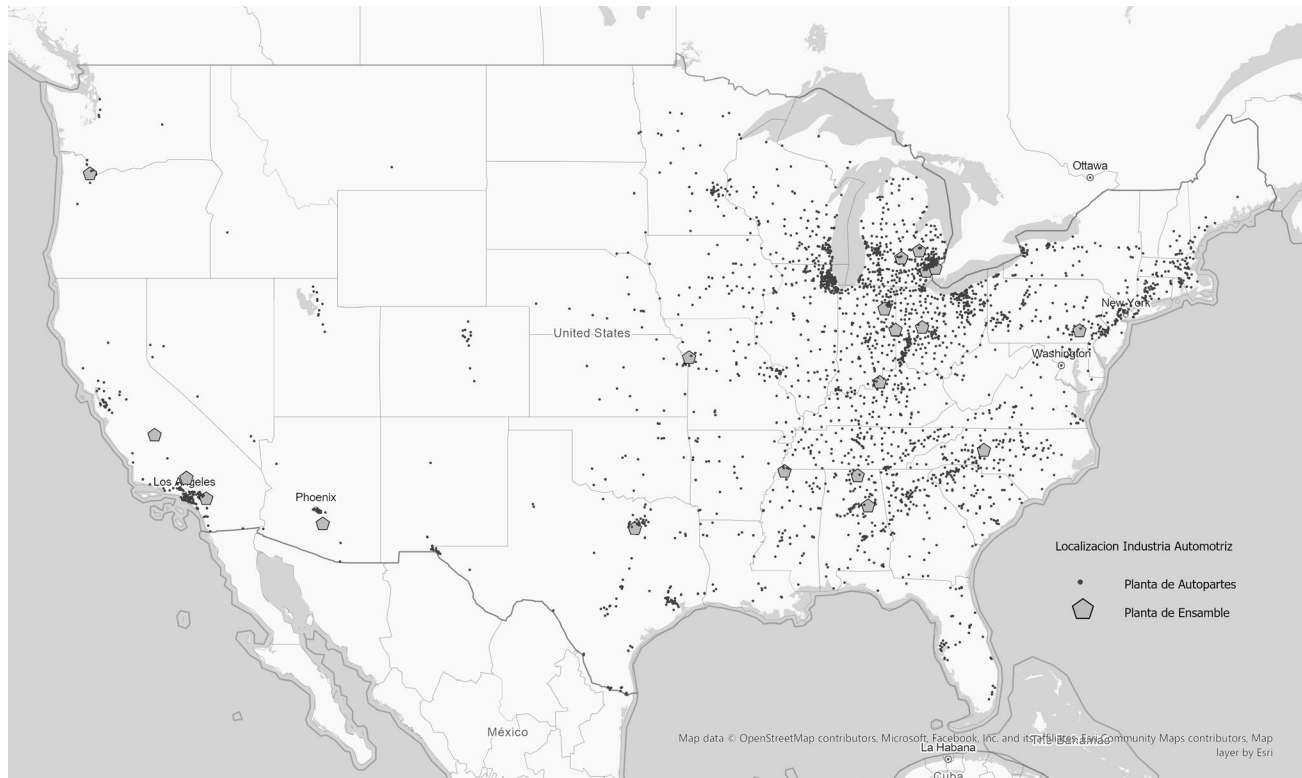 Ottawa
New York
United States
Washington
Los Angeles
Phoenix
Localizacion Industria Automotriz
Planta de Autopartes
Planta de Ensamble
México
Map data © OpenStreetMap contributors, Microsoft, Facebook, Inc. and its affiliates, Esri Community Maps contributors, Map
layer by Esri
The Bahamas
La Habana
Cuba